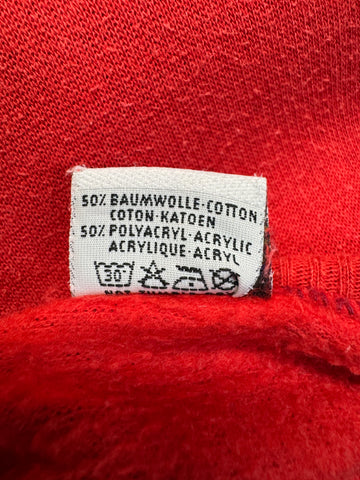 50% BAUMWOLLE·COTTON
COTON·KATOEN
50% POLYACRYL·ACRYLIC
ACRYLIQUE·ACRYL
30°